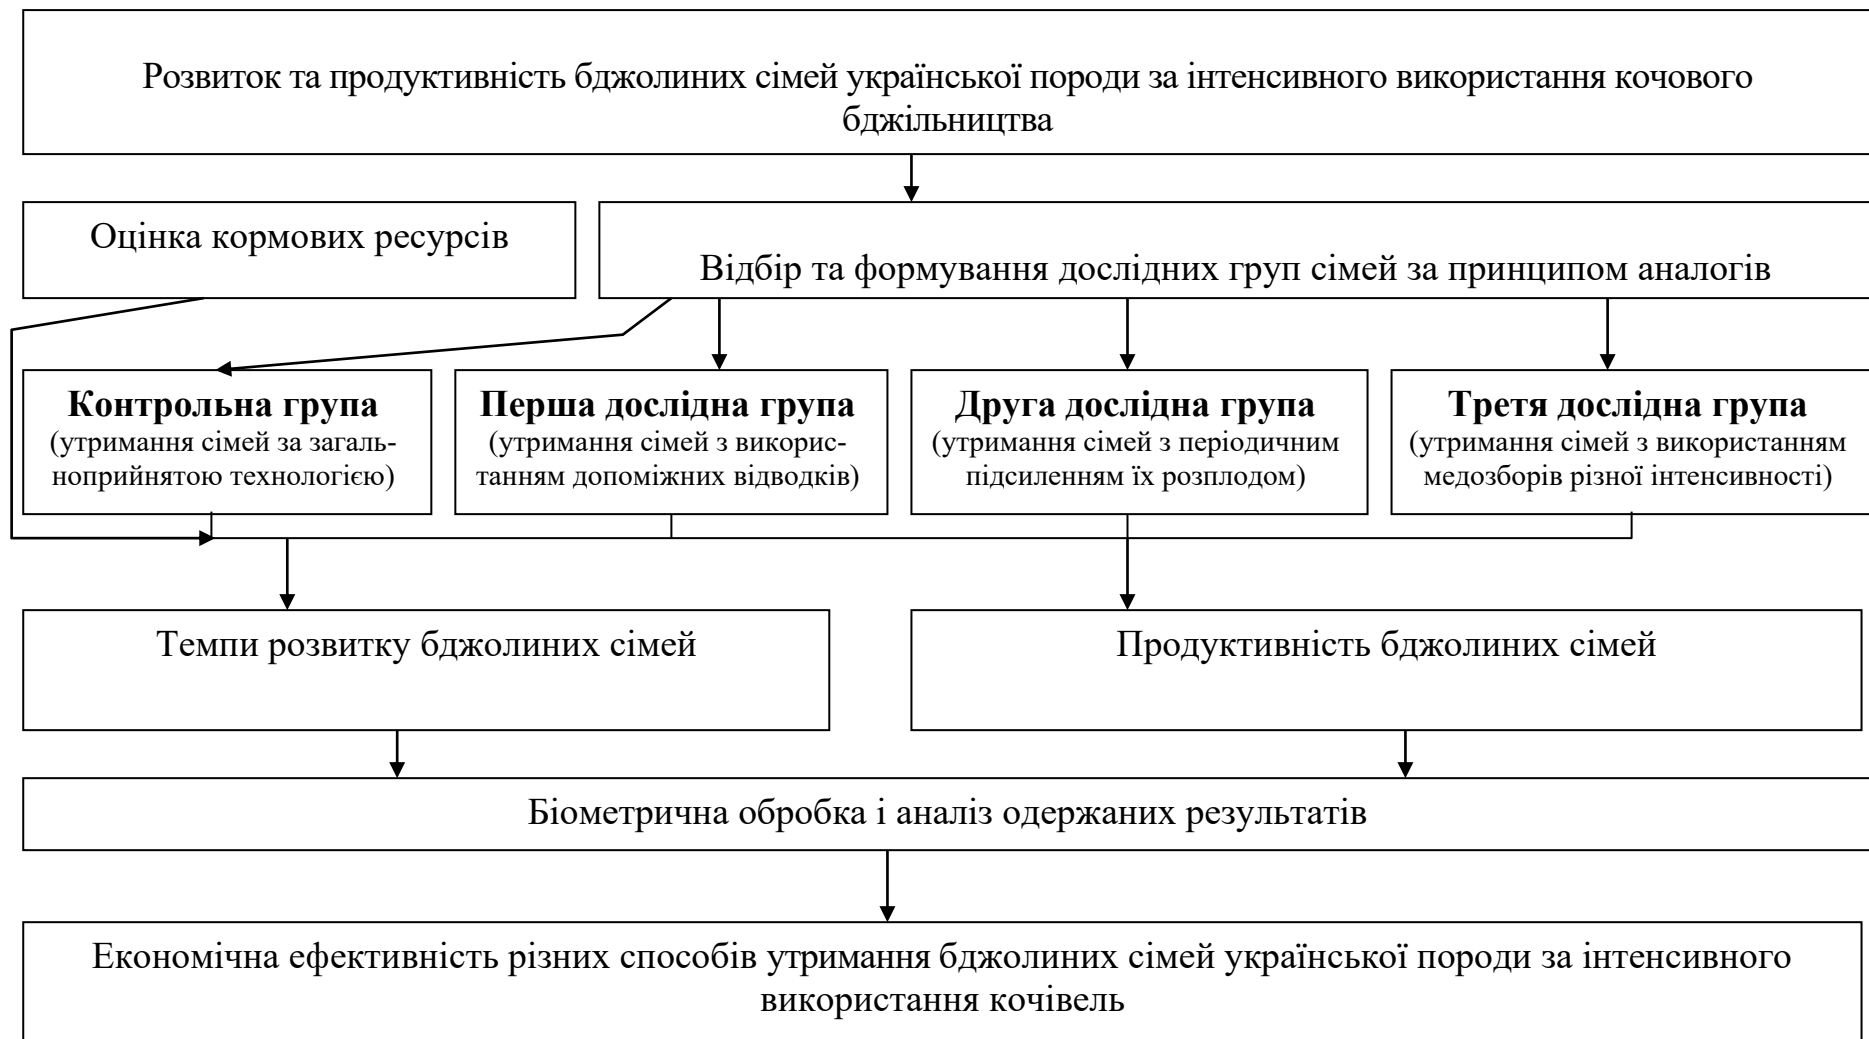 Розвиток та продуктивність бджолиних сімей української породи за інтенсивного використання кочового
бджільництва
Оцінка кормових ресурсів
Відбір та формування дослідних груп сімей за принципом аналогів
Контрольна група
(утримання сімей за загаль-
ноприйнятою технологією)
Перша дослідна група
(утримання сімей з викорис-
танням допоміжних відводків)
Друга дослідна група
(утримання сімей з періодичним
підсиленням їх розплодом)
Третя дослідна група
(утримання сімей з використанням
медозборів різної інтенсивності)
Темпи розвитку бджолиних сімей
Продуктивність бджолиних сімей
Біометрична обробка і аналіз одержаних результатів
Економічна ефективність різних способів утримання бджолиних сімей української породи за інтенсивного
використання кочівель